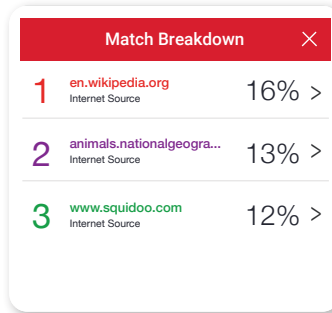 Match Breakdown
1 en.wikipedia.org 16% >
Internet Source
2 animals.nationalgeogra... 13% >
Internet Source
3 www.squidoo.com 12% >
Internet Source